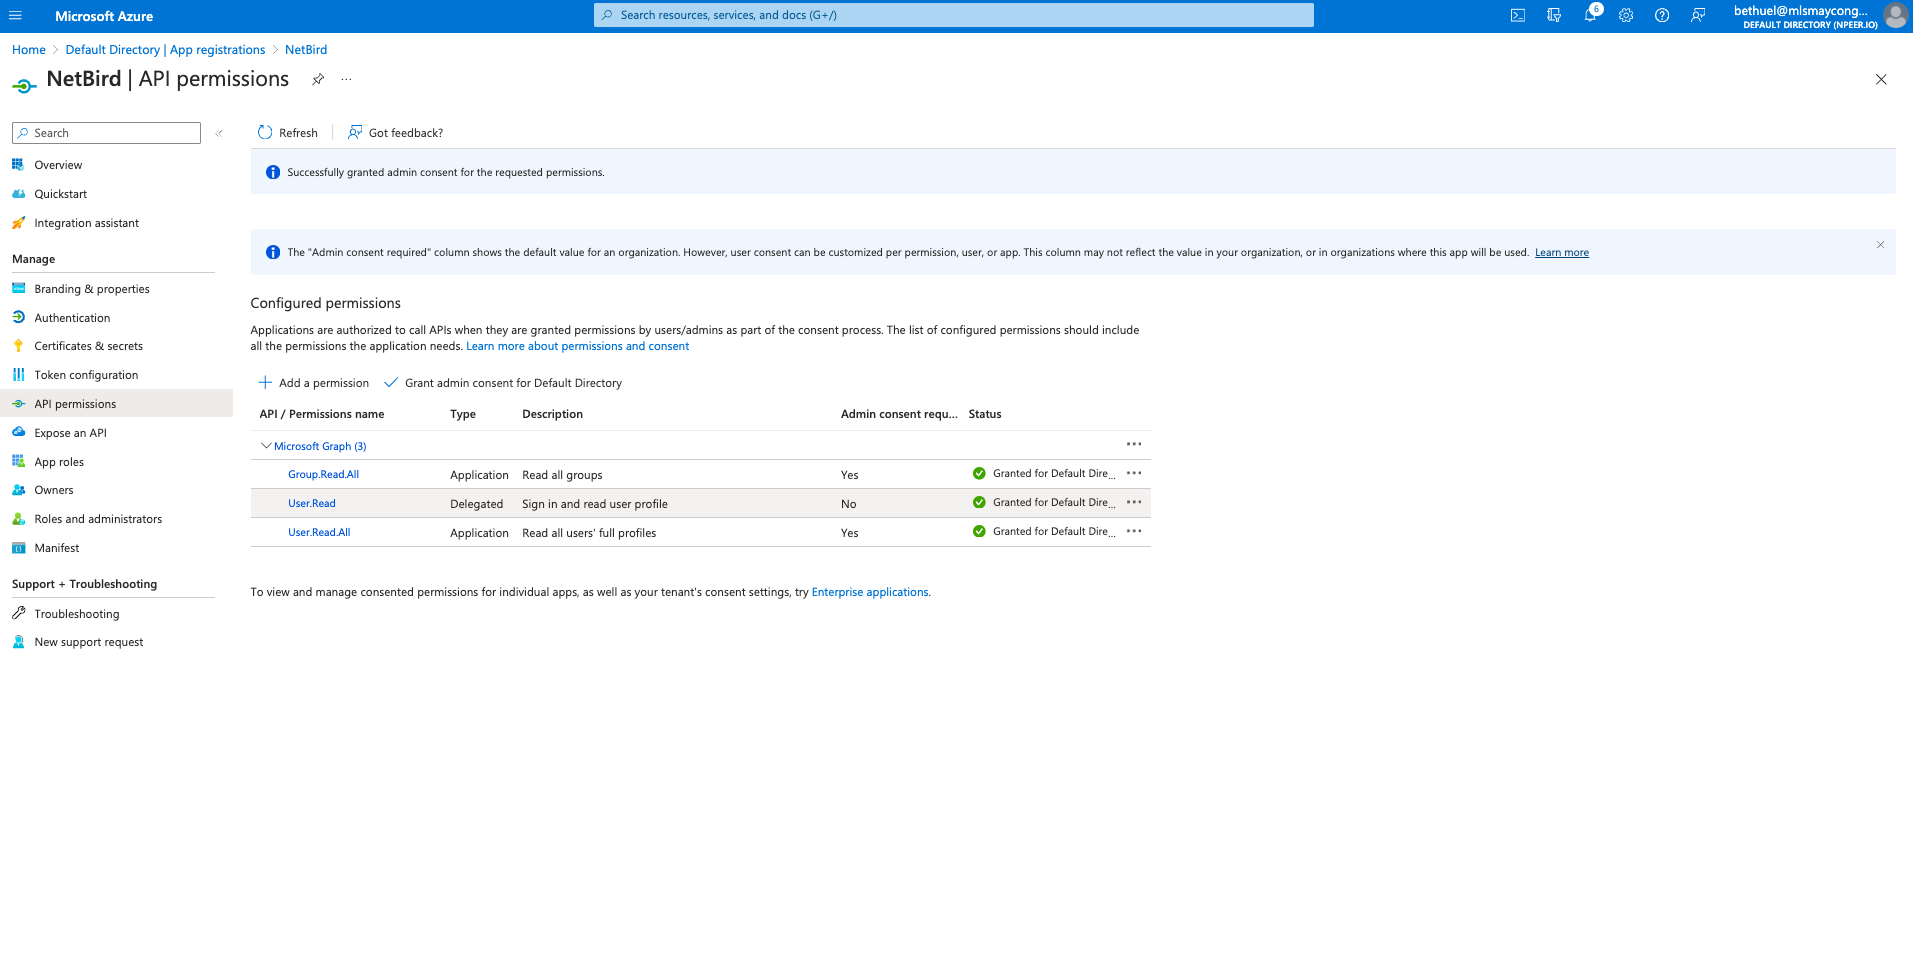 Microsoft Azure
Search resources, services, and docs (G+/)
6
bethuel@mlsmaycong...
DEFAULT DIRECTORY (NPEER.IO)
Home > Default Directory | App registrations > NetBird
NetBird | API permissions
Search
Refresh
Got feedback?
Overview
Quickstart
Integration assistant
Manage
Branding & properties
Authentication
Certificates & secrets
Token configuration
API permissions
Expose an API
App roles
Owners
Roles and administrators
Manifest
Support + Troubleshooting
Troubleshooting
New support request
Successfully granted admin consent for the requested permissions.
The "Admin consent required" column shows the default value for an organization. However, user consent can be customized per permission, user, or app. This column may not reflect the value in your organization, or in organizations where this app will be used. Learn more
Configured permissions
Applications are authorized to call APIs when they are granted permissions by users/admins as part of the consent process. The list of configured permissions should include
all the permissions the application needs. Learn more about permissions and consent
Add a permission Grant admin consent for Default Directory
API / Permissions name Type Description Admin consent requ... Status
Microsoft Graph (3)
Group.Read.All Application Read all groups Yes Granted for Default Dire...
User.Read Delegated Sign in and read user profile No Granted for Default Dire...
User.Read.All Application Read all users' full profiles Yes Granted for Default Dire...
To view and manage consented permissions for individual apps, as well as your tenant's consent settings, try Enterprise applications.